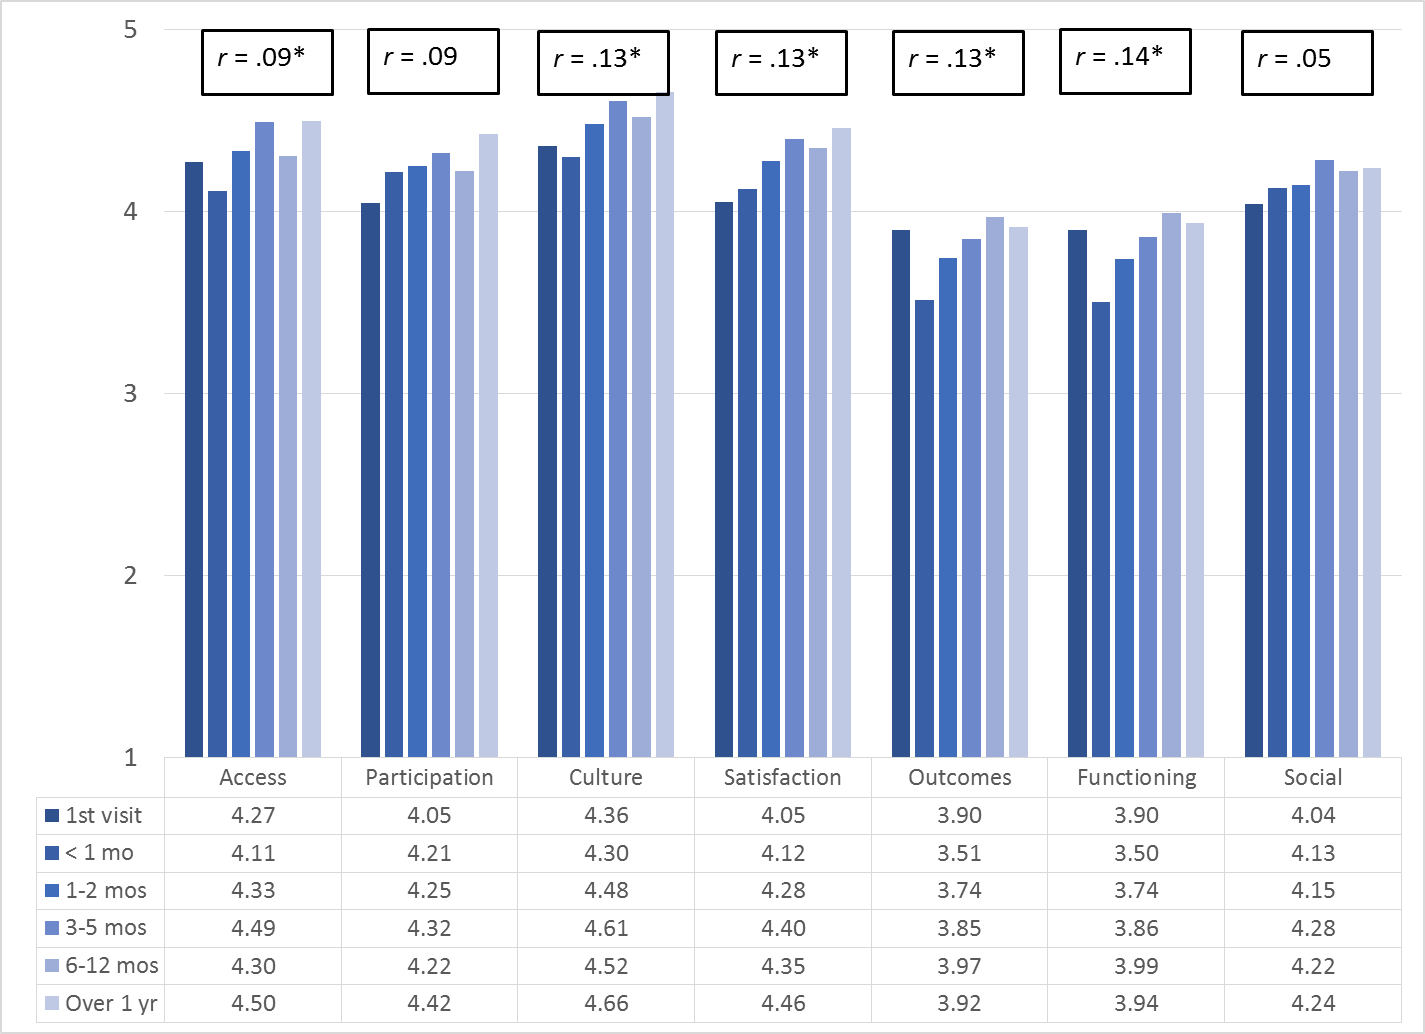 5
r = .09*
r = .09
r = .13*
r = .13*
r = .13*
r = .14*
r = .05
4
3
2
1
Access Participation Culture Satisfaction Outcomes Functioning Social
1st visit 4.27 4.05 4.36 4.05 3.90 3.90 4.04
< 1 mo 4.11 4.21 4.30 4.12 3.51 3.50 4.13
1-2 mos 4.33 4.25 4.48 4.28 3.74 3.74 4.15
3-5 mos 4.49 4.32 4.61 4.40 3.85 3.86 4.28
6-12 mos 4.30 4.22 4.52 4.35 3.97 3.99 4.22
Over 1 yr 4.50 4.42 4.66 4.46 3.92 3.94 4.24